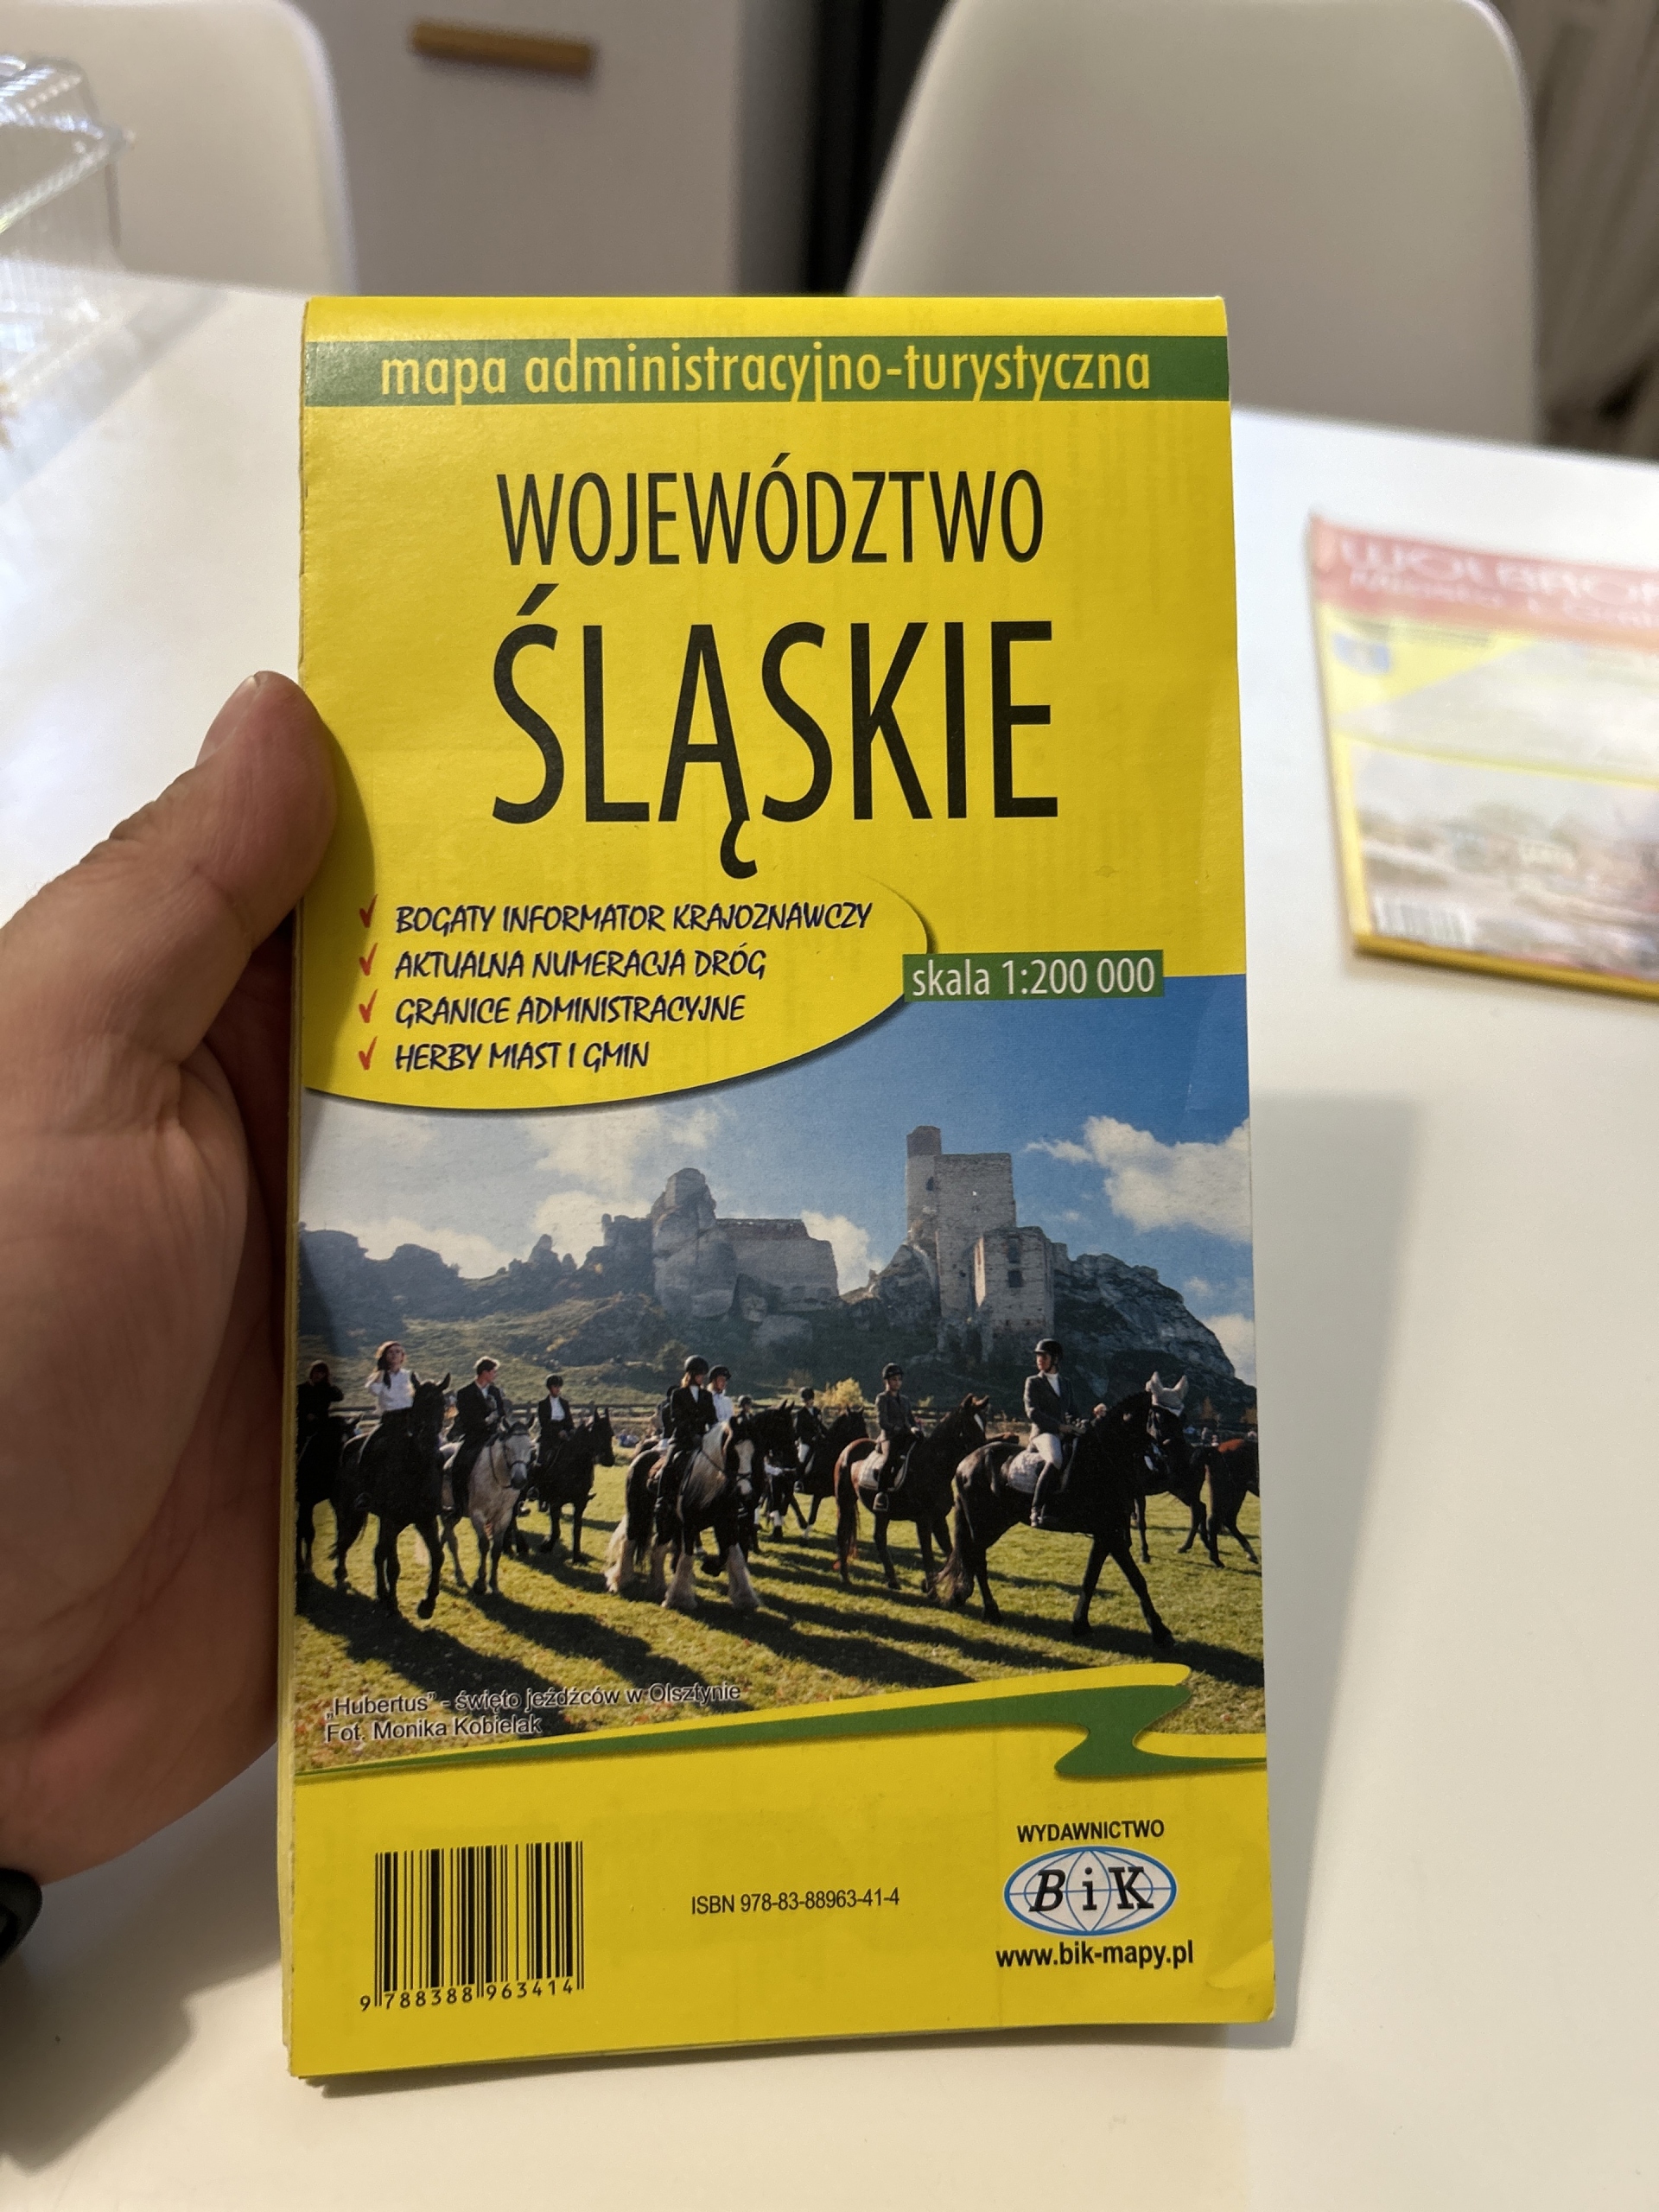 mapa administracyjno-turystyczna
WOJEWÓDZTWO
ŚLĄSKIE
BOGATY INFORMATOR KRAJOZNAWCZY
AKTUALNA NUMERACJA DRÓG
GRANICE ADMINISTRACYJNE
HERBY MIAST I GMIN
skala 1:200 000
„Hubertus” - święto jeźdźców w Olsztynie
Fot. Monika Kobielak
9 788388 963414
ISBN 978-83-88963-41-4
WYDAWNICTWO
BiK
www.bik-mapy.pl